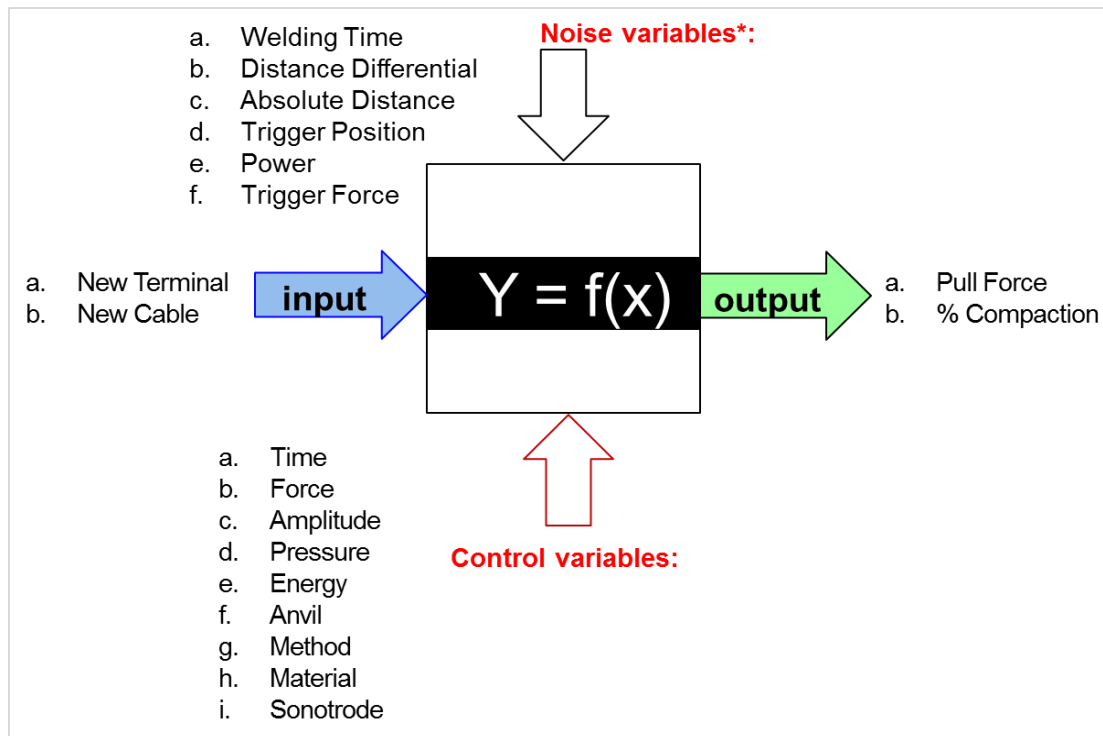 a. Welding Time
b. Distance Differential
c. Absolute Distance
d. Trigger Position
e. Power
f. Trigger Force
Noise variables*:
a. New Terminal
b. New Cable
input
Y = f(x)
output
a. Pull Force
b. % Compaction
a. Time
b. Force
c. Amplitude
d. Pressure
e. Energy
f. Anvil
g. Method
h. Material
i. Sonotrode
Control variables: